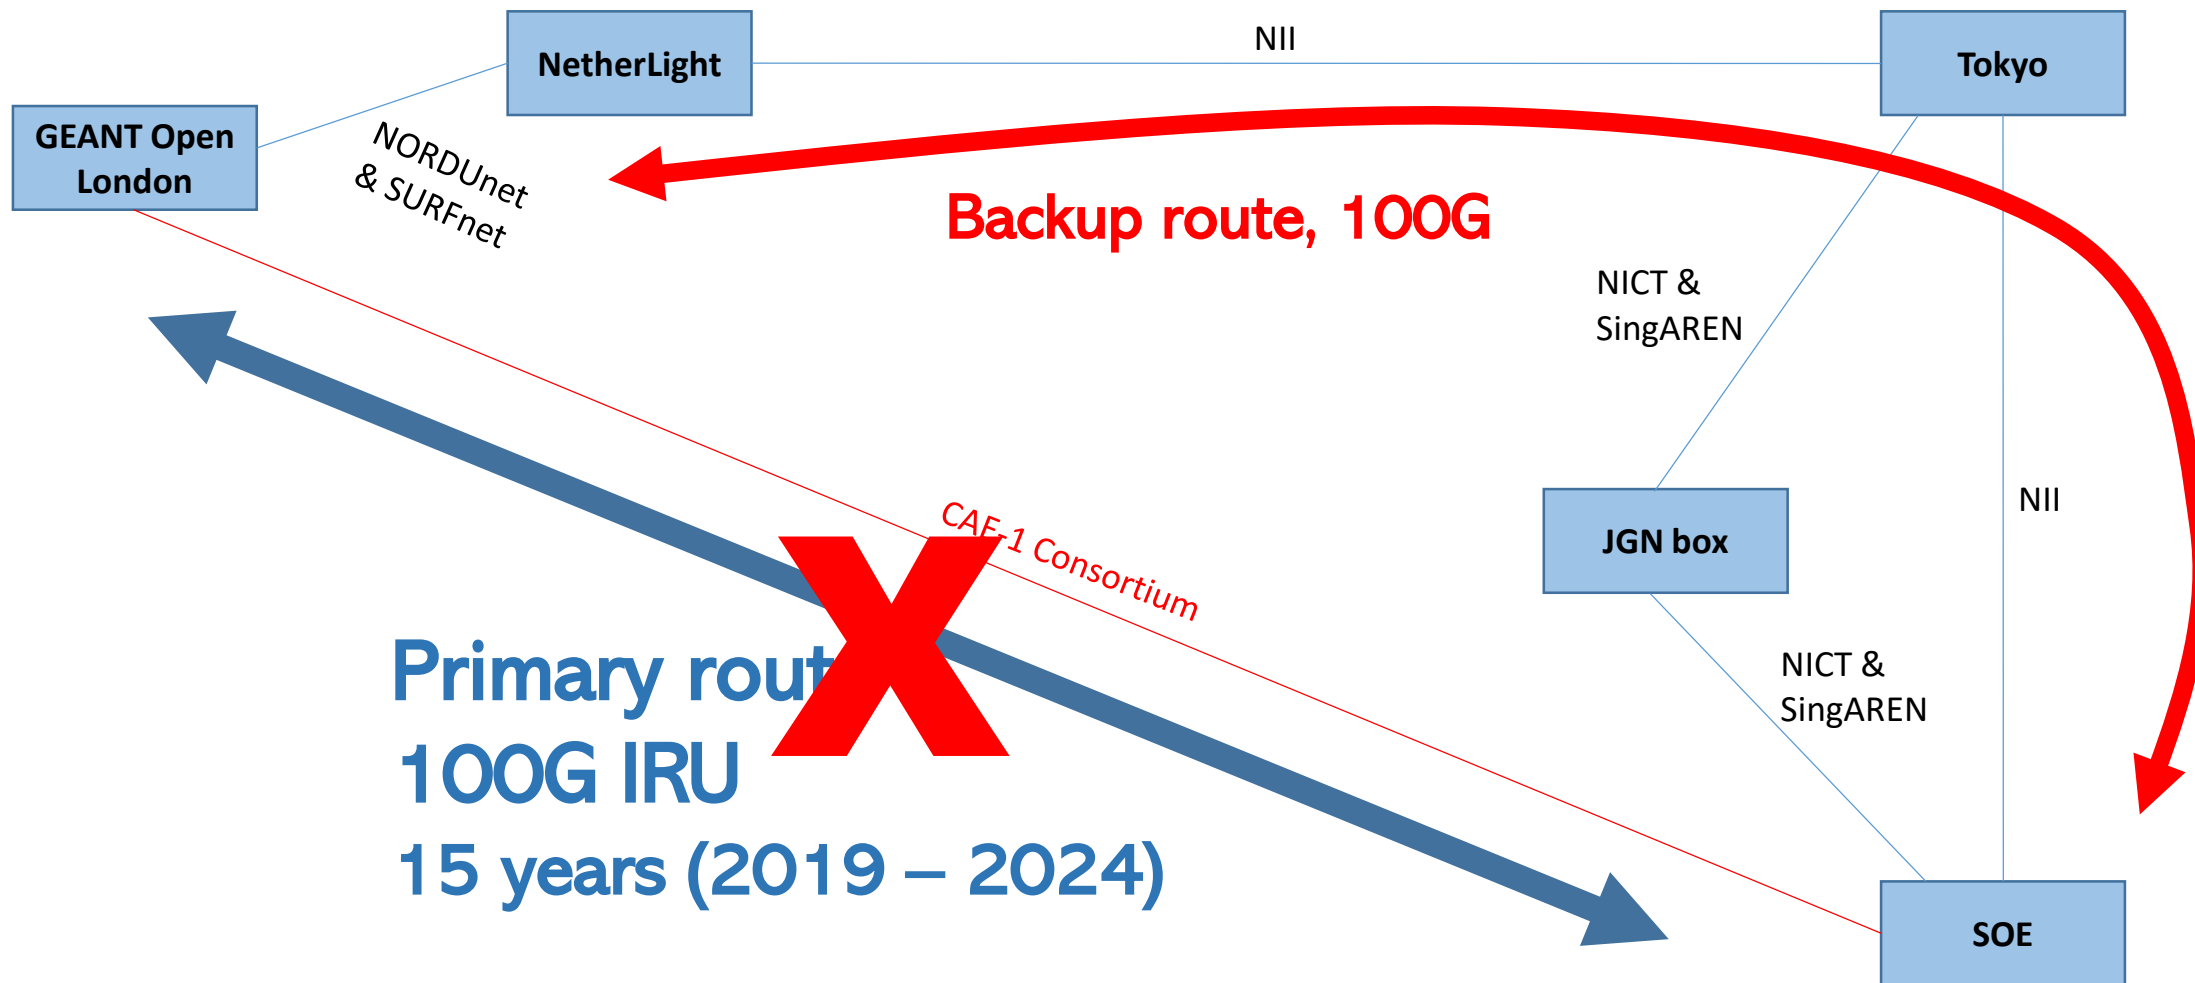 NetherLight
NII
Tokyo
GEANT Open
London
NORDUnet
& SURFnet
Backup route, 100G
NICT &
SingAREN
CAE-1 Consortium
NII
JGN box
Primary rout
100G IRU
15 years (2019 – 2024)
NICT &
SingAREN
SOE